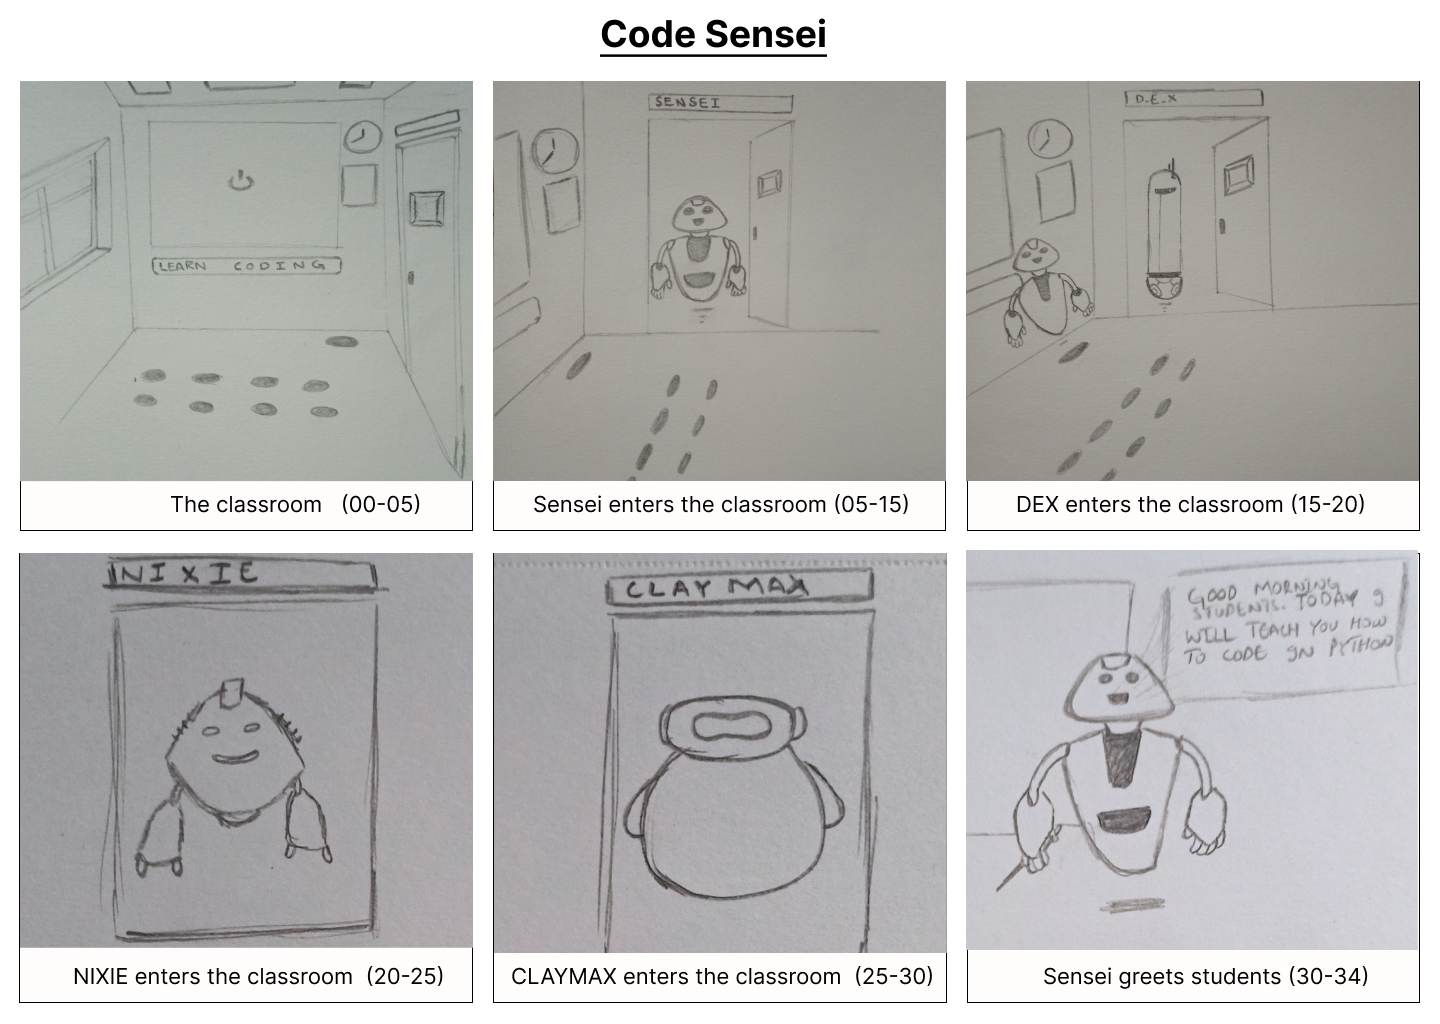 Code Sensei
LEARN CODING
The classroom (00-05)
SENSEI
Sensei enters the classroom (05-15)
D.E.X
DEX enters the classroom (15-20)
NIXIE
NIXIE enters the classroom (20-25)
CLAY MAX
CLAYMAX enters the classroom (25-30)
GOOD MORNING
STUDENTS. TODAY I
WILL TEACH YOU HOW
TO CODE IN PYTHON
Sensei greets students (30-34)